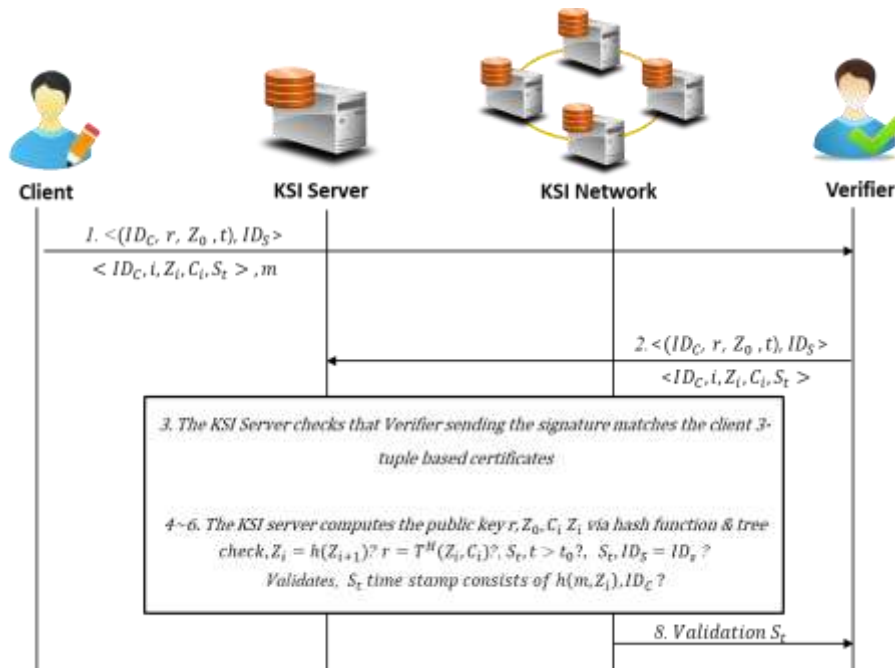 Client
KSI Server
KSI Network
Verifier
1. <(ID_C, r, Z_0 , t), ID_S>
< ID_C, i, Z_i, C_i, S_t > , m
2. <(ID_C, r, Z_0 , t), ID_S>
<ID_C, i, Z_i, C_i, S_t >
3. The KSI Server checks that Verifier sending the signature matches the client 3-
tuple based certificates
4~6. The KSI server computes the public key r, Z_0, C_i Z_i via hash function & tree
check, Z_i = h(Z_{i+1})? r = T^H(Z_i, C_i)?, S_t, t > t_0?, S_t, ID_S = ID_s ?
Validates, S_t time stamp consists of h(m, Z_i), ID_C ?
8. Validation S_t